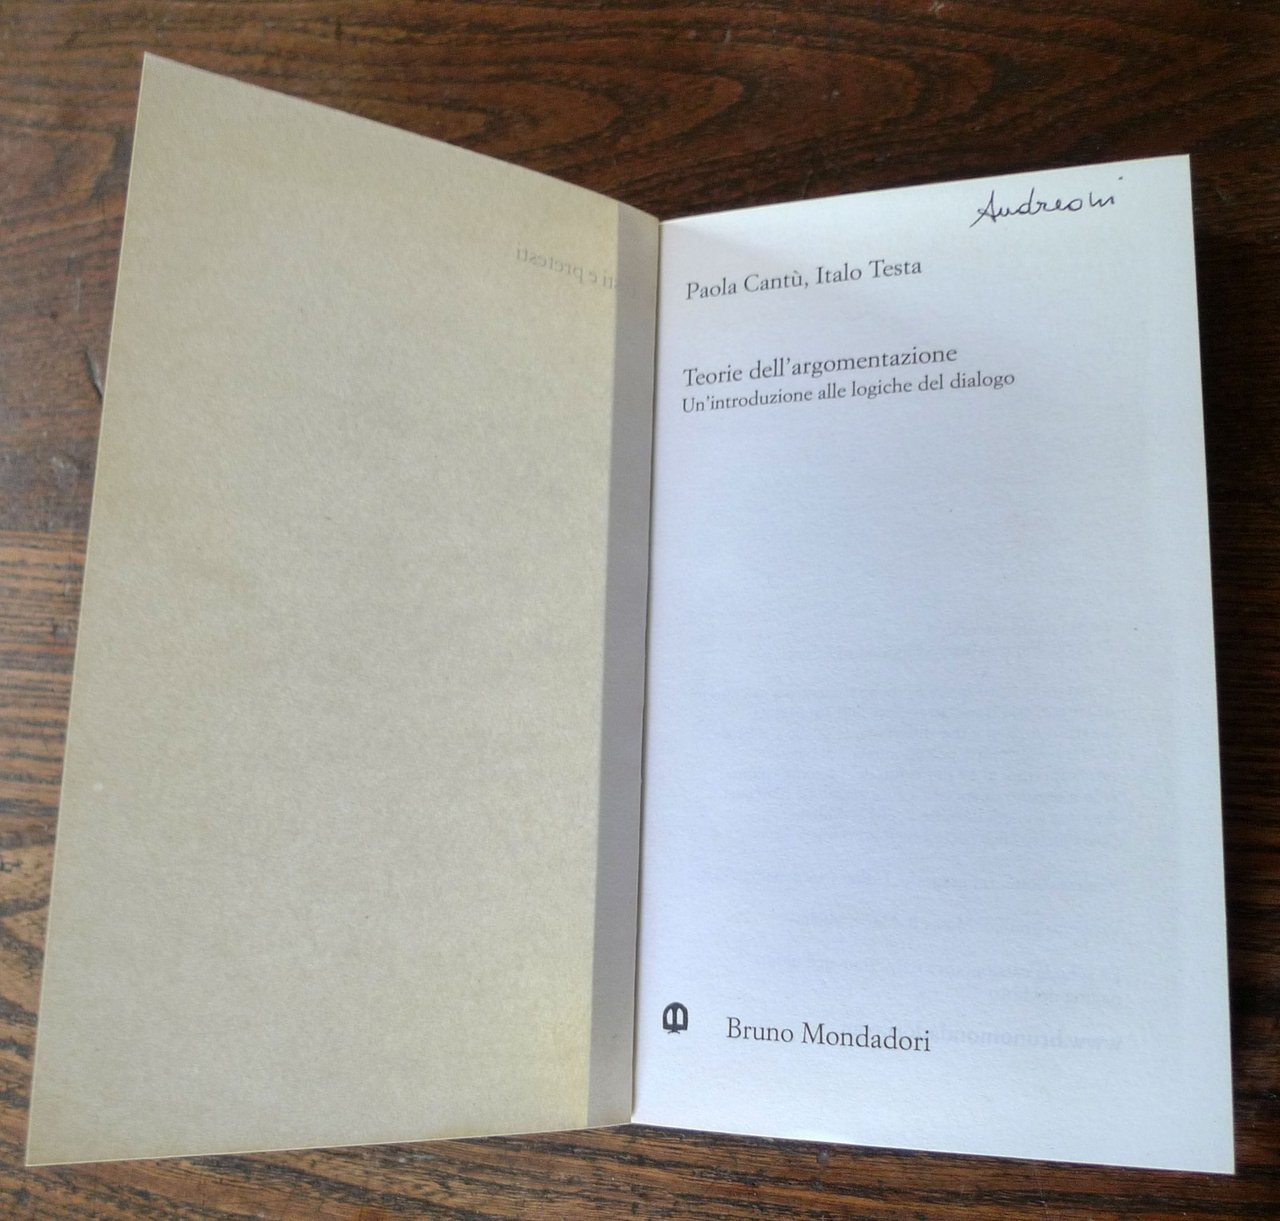 Andreoni
Paola Cantù, Italo Testa
Teorie dell'argomentazione
Un'introduzione alle logiche del dialogo
Bruno Mondadori